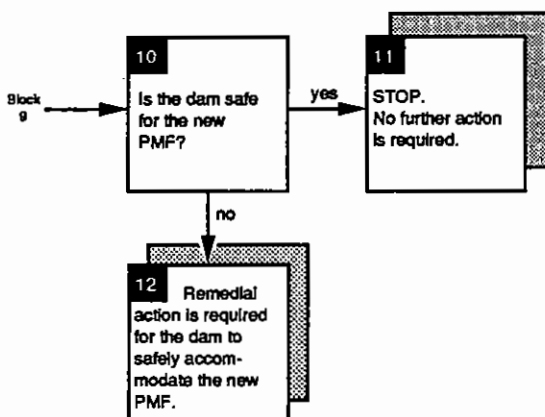 10
Is the dam safe
for the new
PMF?
Block
9
yes
11
STOP.
No further action
is required.
no
12
Remedial
action is required
for the dam to
safely accom-
modate the new
PMF.